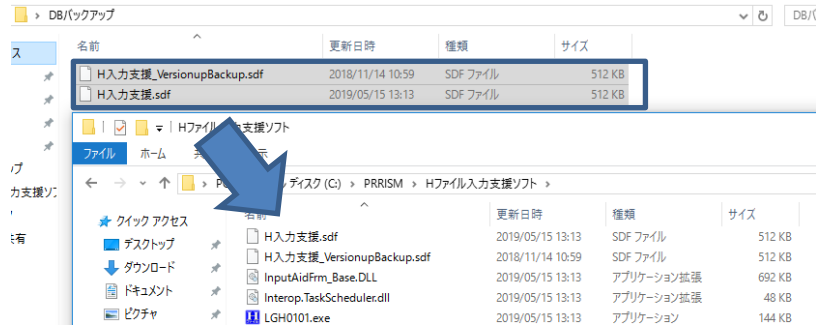 DBバックアップ
DB/
名前 更新日時 種類 サイズ
ス
H入力支援_VersionupBackup.sdf 2018/11/14 10:59 SDF ファイル 512 KB
H入力支援.sdf 2019/05/15 13:13 SDF ファイル 512 KB
Hファイル入力支援ソフト
ファイル ホーム 共 示
ップ
力支援ソフ
共有
ディスク (C:) > PRRISM > Hファイル入力支援ソフト >
名前 更新日時 種類 サイズ
クイック アクセス
デスクトップ
ダウンロード
ドキュメント
ピクチャ
H入力支援.sdf 2019/05/15 13:13 SDF ファイル 512 KB
H入力支援_VersionupBackup.sdf 2018/11/14 10:59 SDF ファイル 512 KB
InputAidFrm_Base.DLL 2019/05/15 13:13 アプリケーション拡張 692 KB
Interop.TaskScheduler.dll 2019/05/15 13:13 アプリケーション拡張 48 KB
LGH0101.exe 2019/05/15 13:13 アプリケーション 144 KB